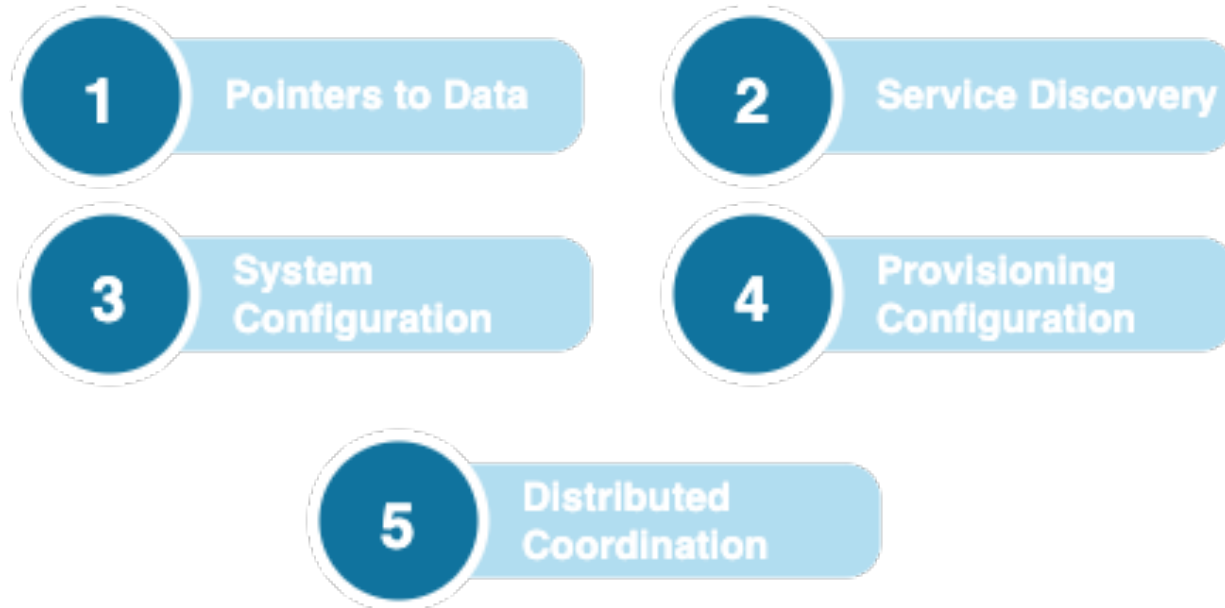 1 Pointers to Data
2 Service Discovery
3 System
Configuration
4 Provisioning
Configuration
5 Distributed
Coordination